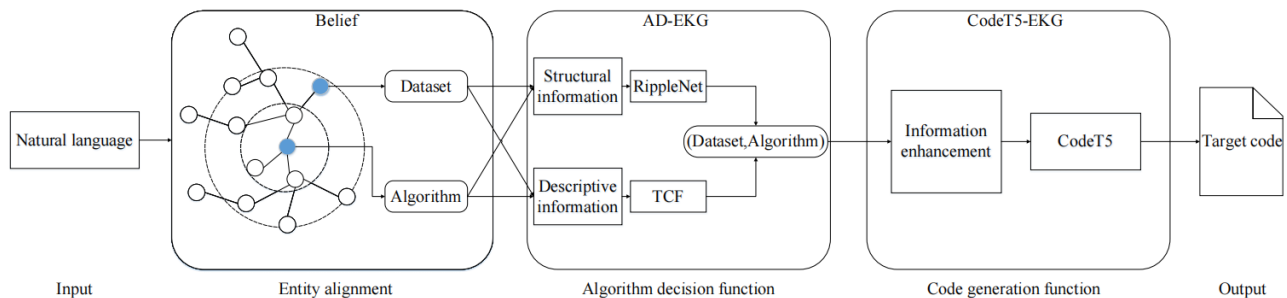 Belief
AD-EKG
CodeT5-EKG
Natural language
Dataset
Algorithm
Structural
information
RippleNet
Descriptive
information
TCF
(Dataset,Algorithm)
Information
enhancement
CodeT5
Target code
Input
Entity alignment
Algorithm decision function
Code generation function
Output